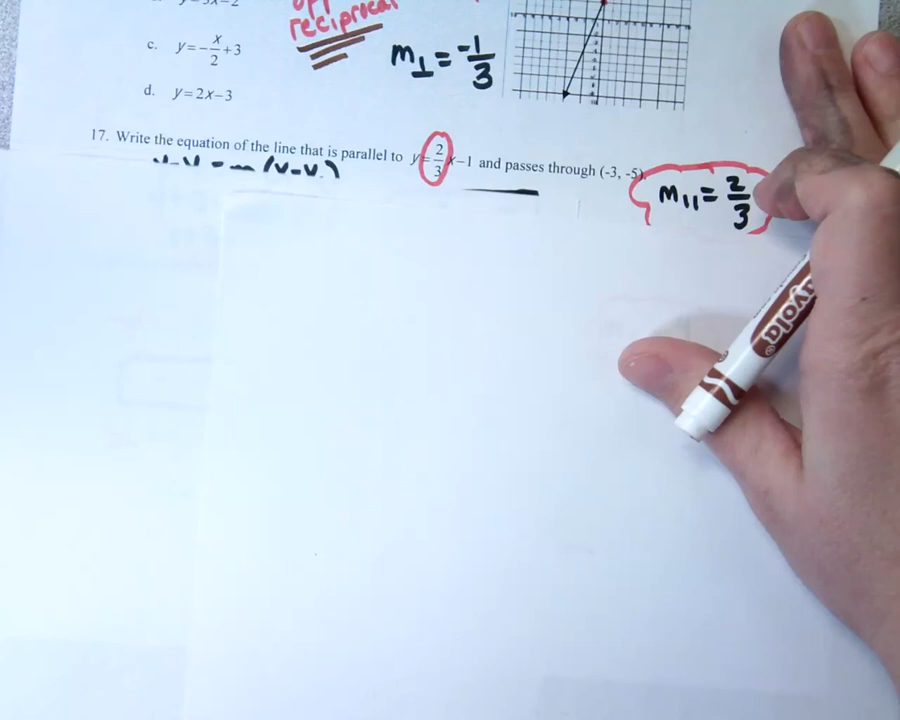 reciprocal
c. y=-x/2+3
m⊥=-1/3
d. y=2x-3
17. Write the equation of the line that is parallel to y=2/3x-1 and passes through (-3, -5).
m||=2/3